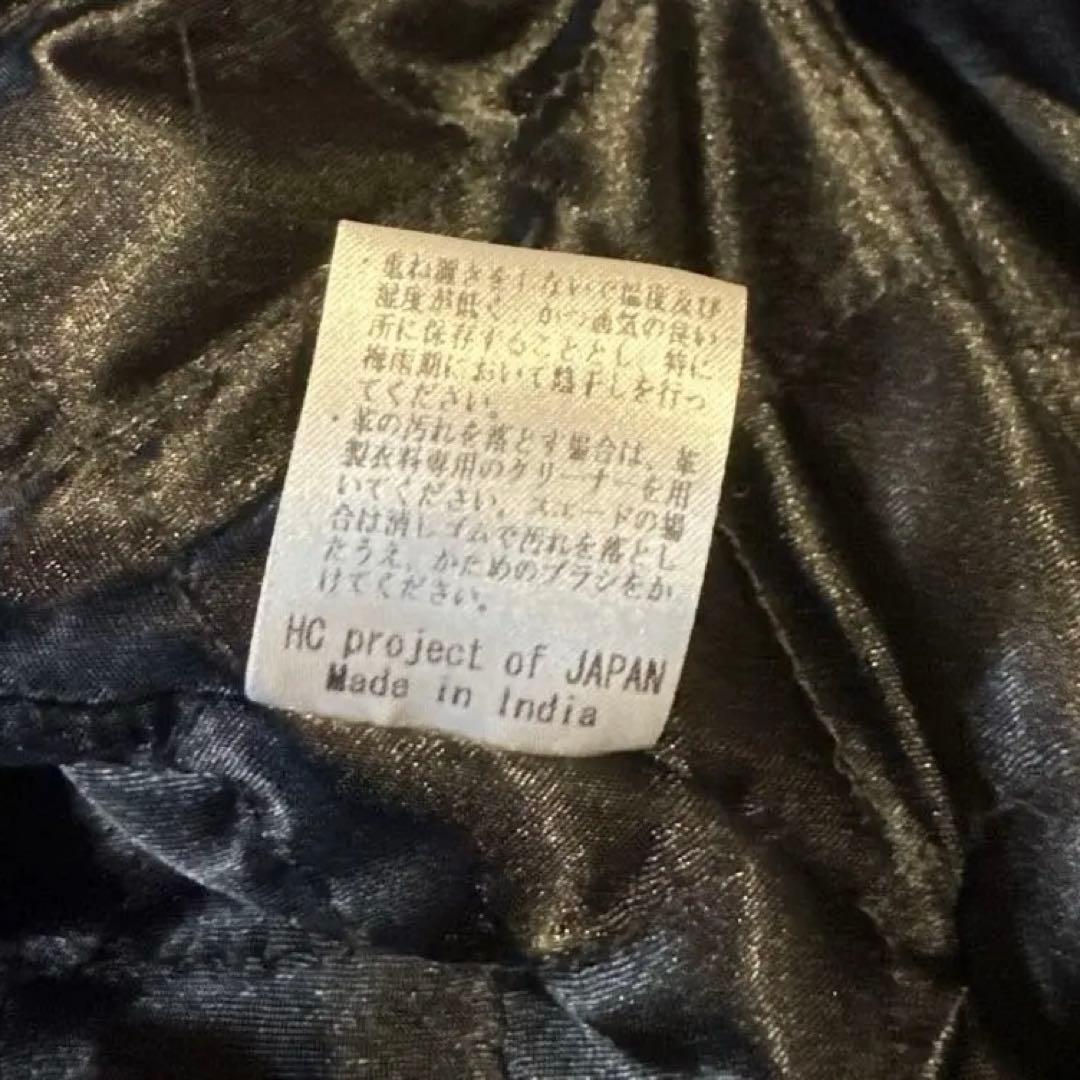 ・重ね置きをしないで温度及び
湿度が低く、かつ通気の良い
所に保存することとし、特に
梅雨期において陰干しを行っ
てください。
・革の汚れを落とす場合は、革
製衣料専用のクリーナーを用
いてください。スエードの場
合は消しゴムで汚れを落とし
たうえ、かためのブラシをか
けてください。
HC project of JAPAN
Made in India